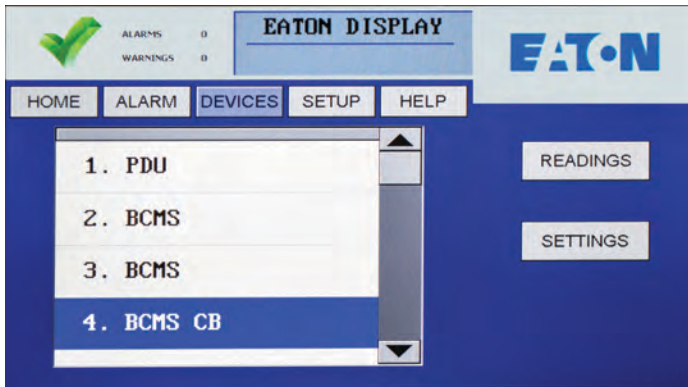 ALARMS 0
WARNINGS 0
EATON DISPLAY
EATON
HOME ALARM DEVICES SETUP HELP
1. PDU
2. BCMS
3. BCMS
4. BCMS CB
READINGS
SETTINGS